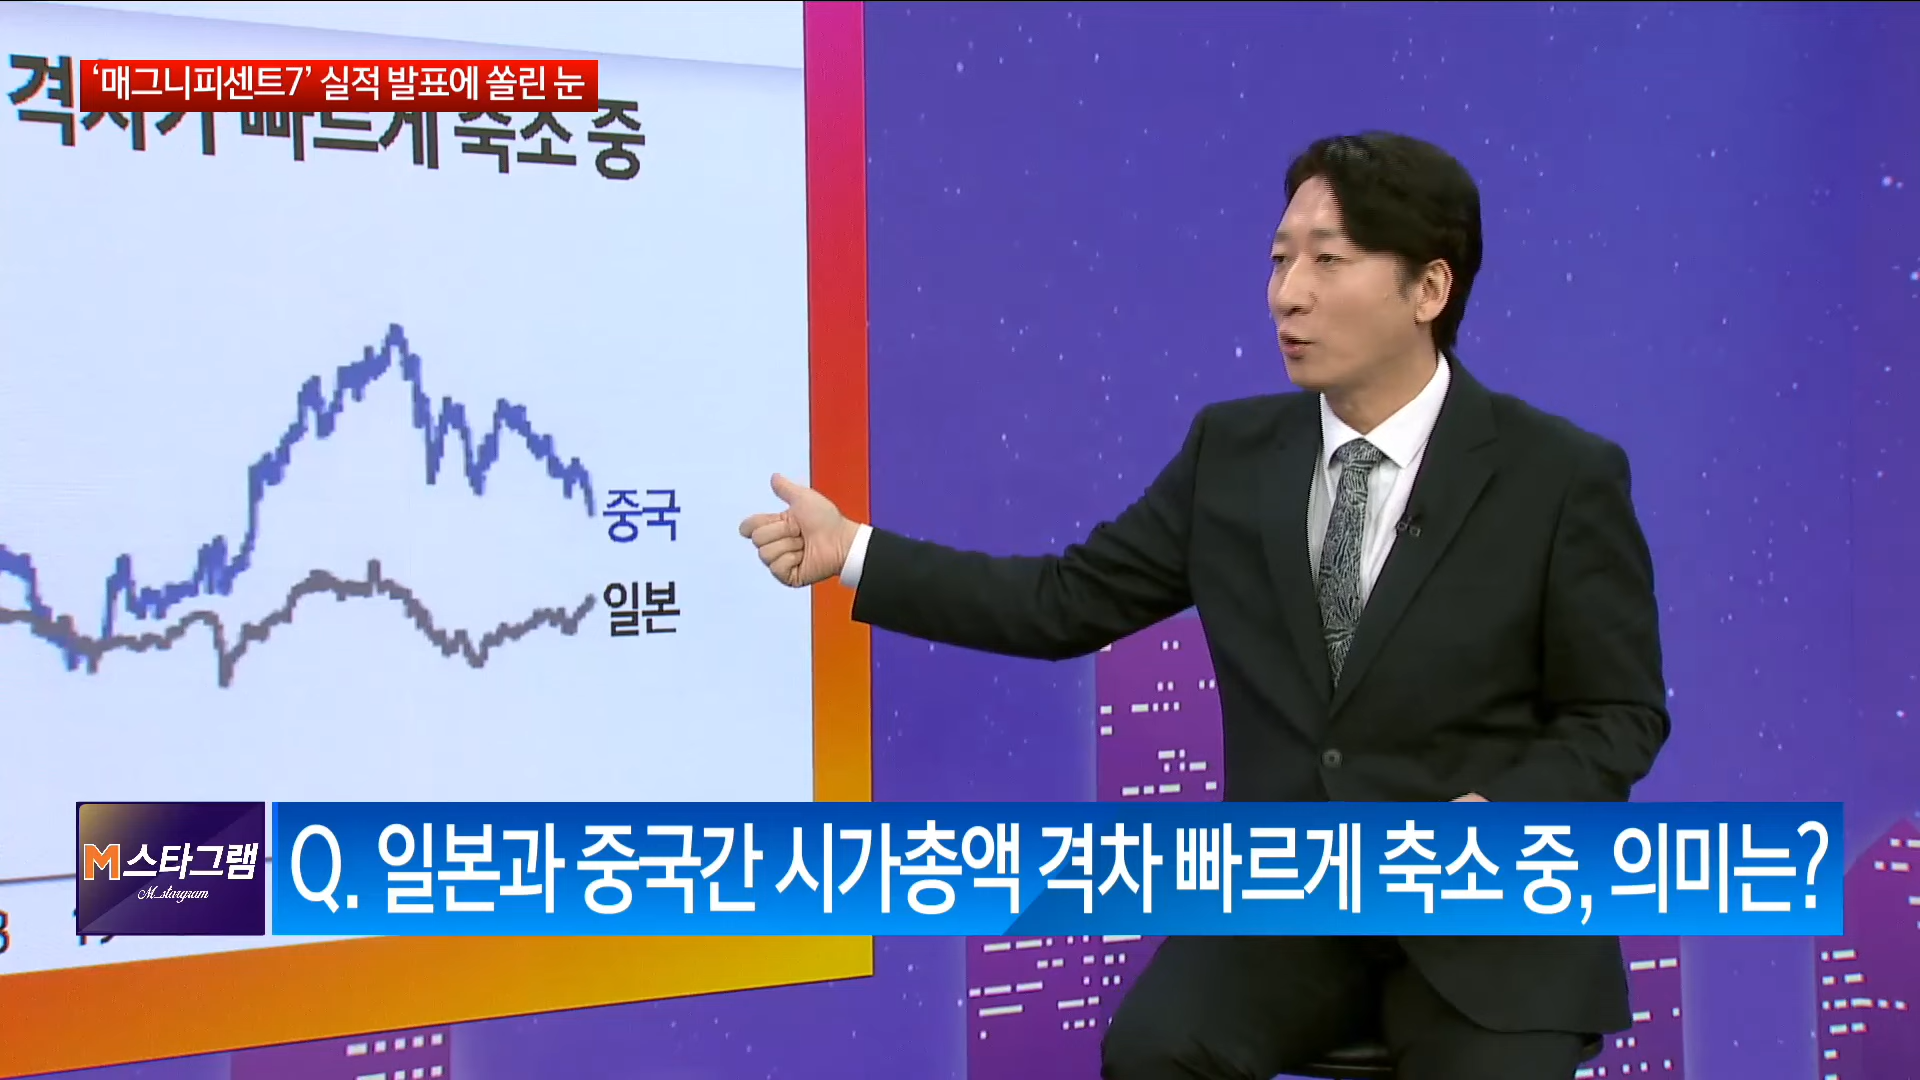 ‘매그니피센트7’ 실적 발표에 쏠린 눈
격차가 빠르게 축소 중
중국
일본
M스타그램
M_stargram
Q. 일본과 중국간 시가총액 격차 빠르게 축소 중, 의미는?